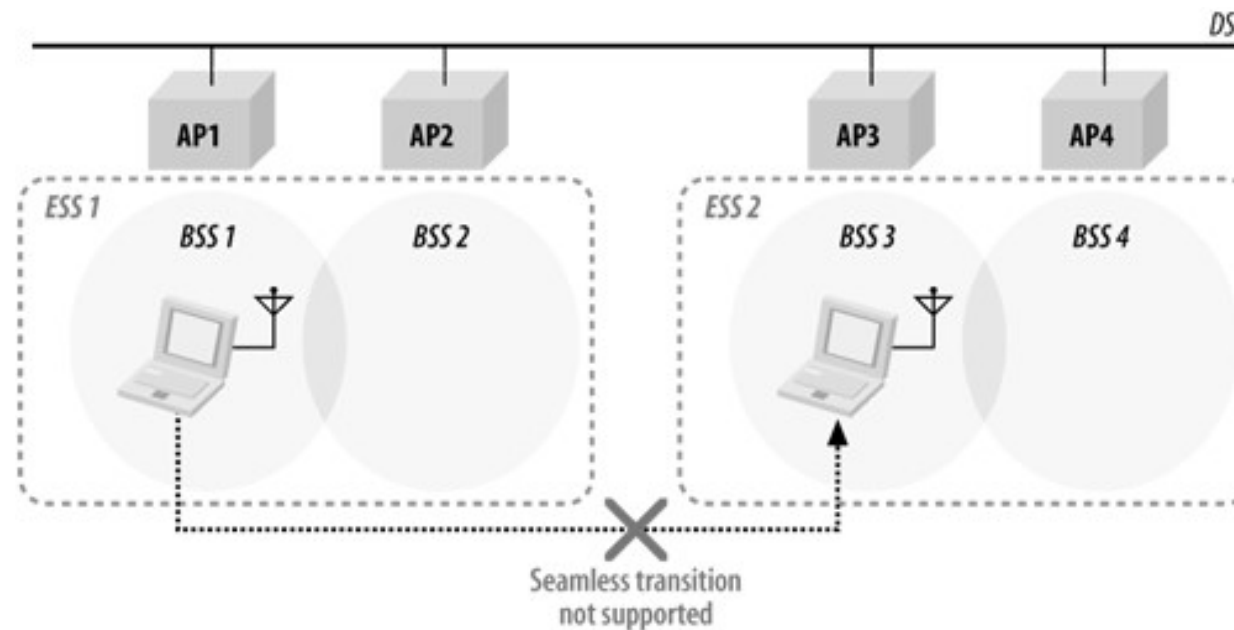 DS
AP1
AP2
AP3
AP4
ESS 1
BSS 1
BSS 2
ESS 2
BSS 3
BSS 4
Seamless transition
not supported